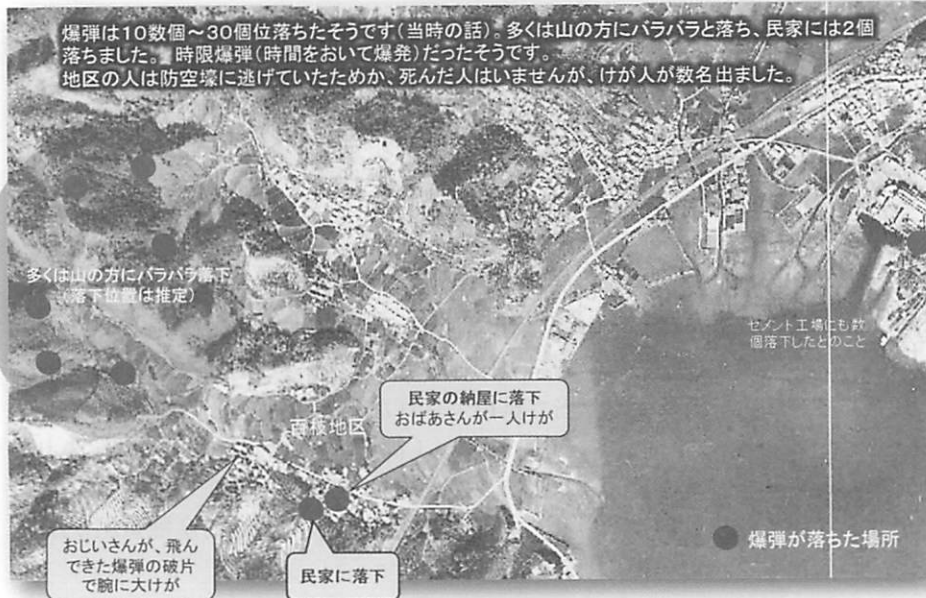 爆弾は10数個～30個位落ちたそうです(当時の話)。多くは山の方にバラバラと落ち、民家には2個
落ちました。 時限爆弾(時間をおいて爆発)だったそうです。
地区の人は防空壕に逃げていたためか、死んだ人はいませんが、けが人が数名出ました。
多くは山の方にバラバラ落下
(落下位置は推定)
セメント工場にも数
個落下したとのこと
民家の納屋に落下
おばあさんが一人けが
地区
おじいさんが、飛ん
できた爆弾の破片
で腕に大けが
民家に落下
爆弾が落ちた場所